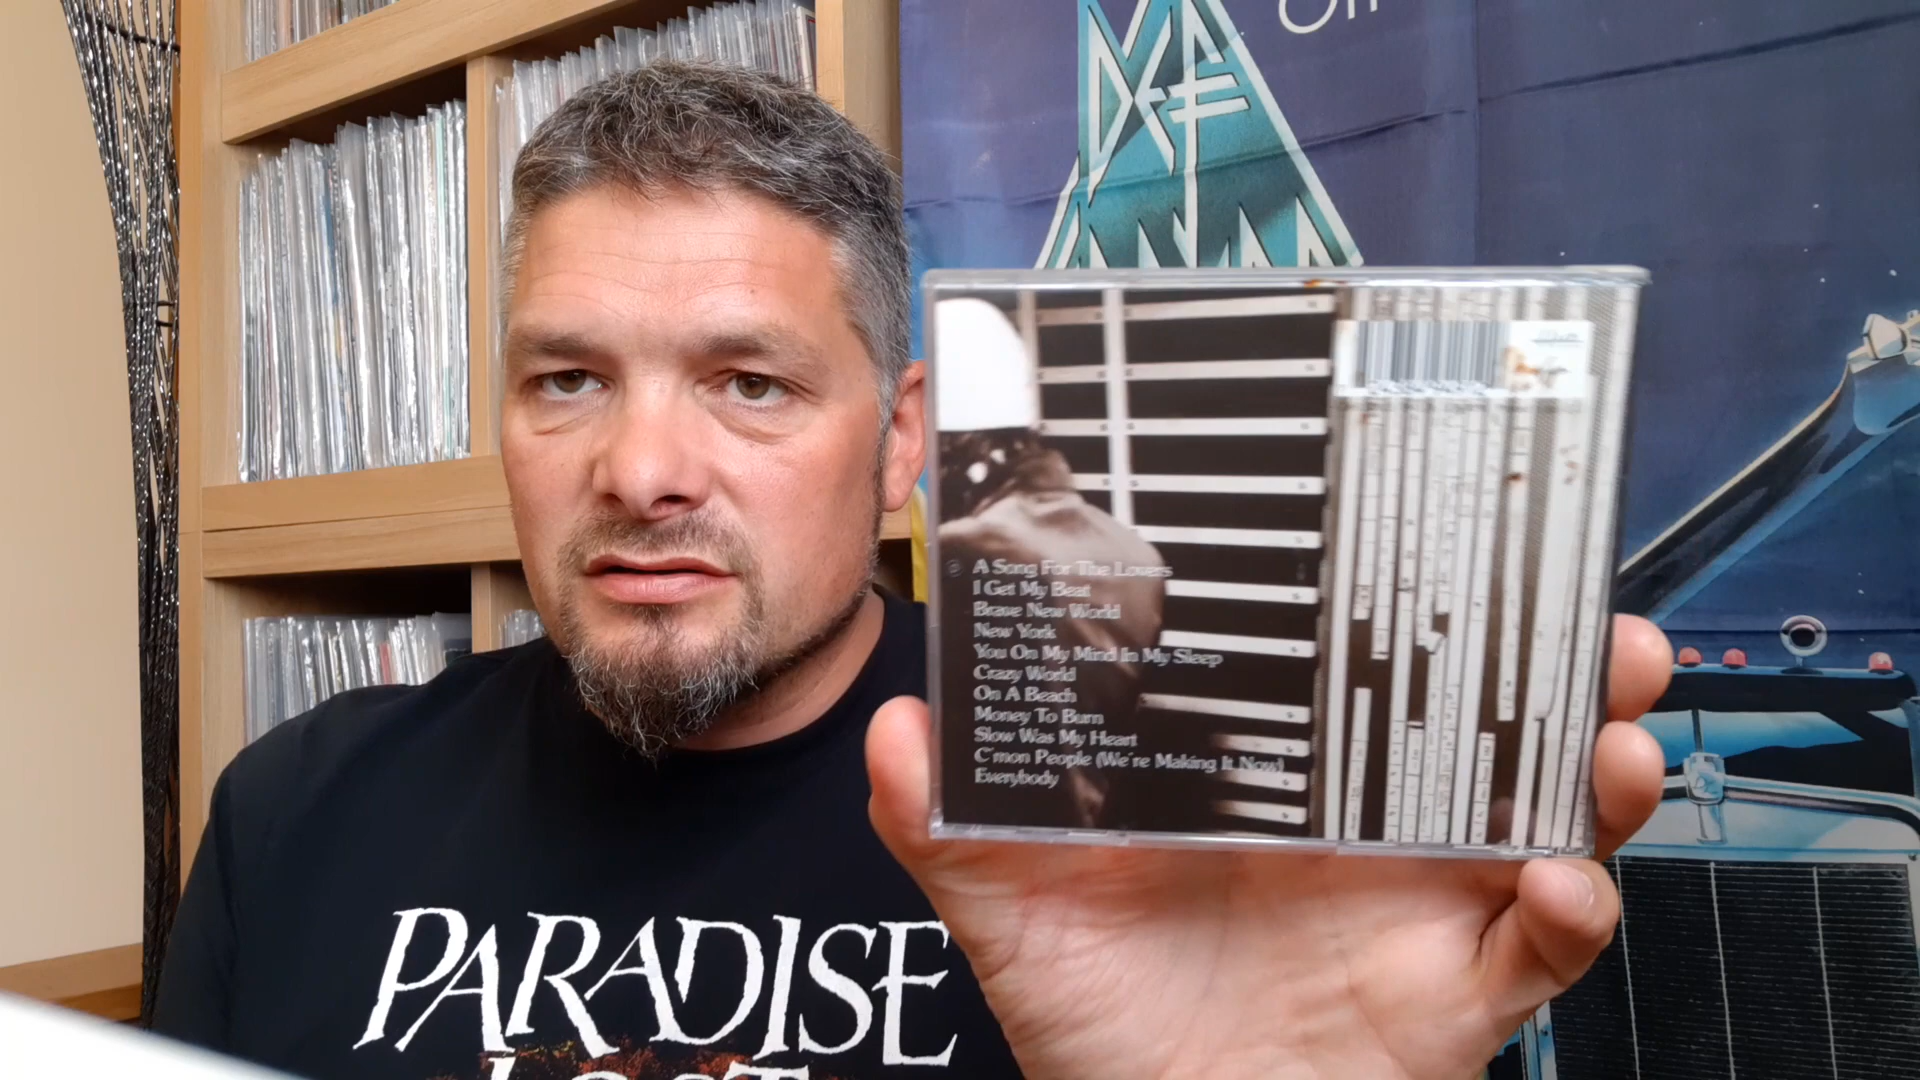 DEF
A Song For The Lovers
I Get My Beat
Brave New World
New York
You On My Mind In My Sleep
Crazy World
On A Beach
Money To Burn
Slow Was My Heart
C'mon People (We're Making It Now)
Everybody
PARADISE
LOST